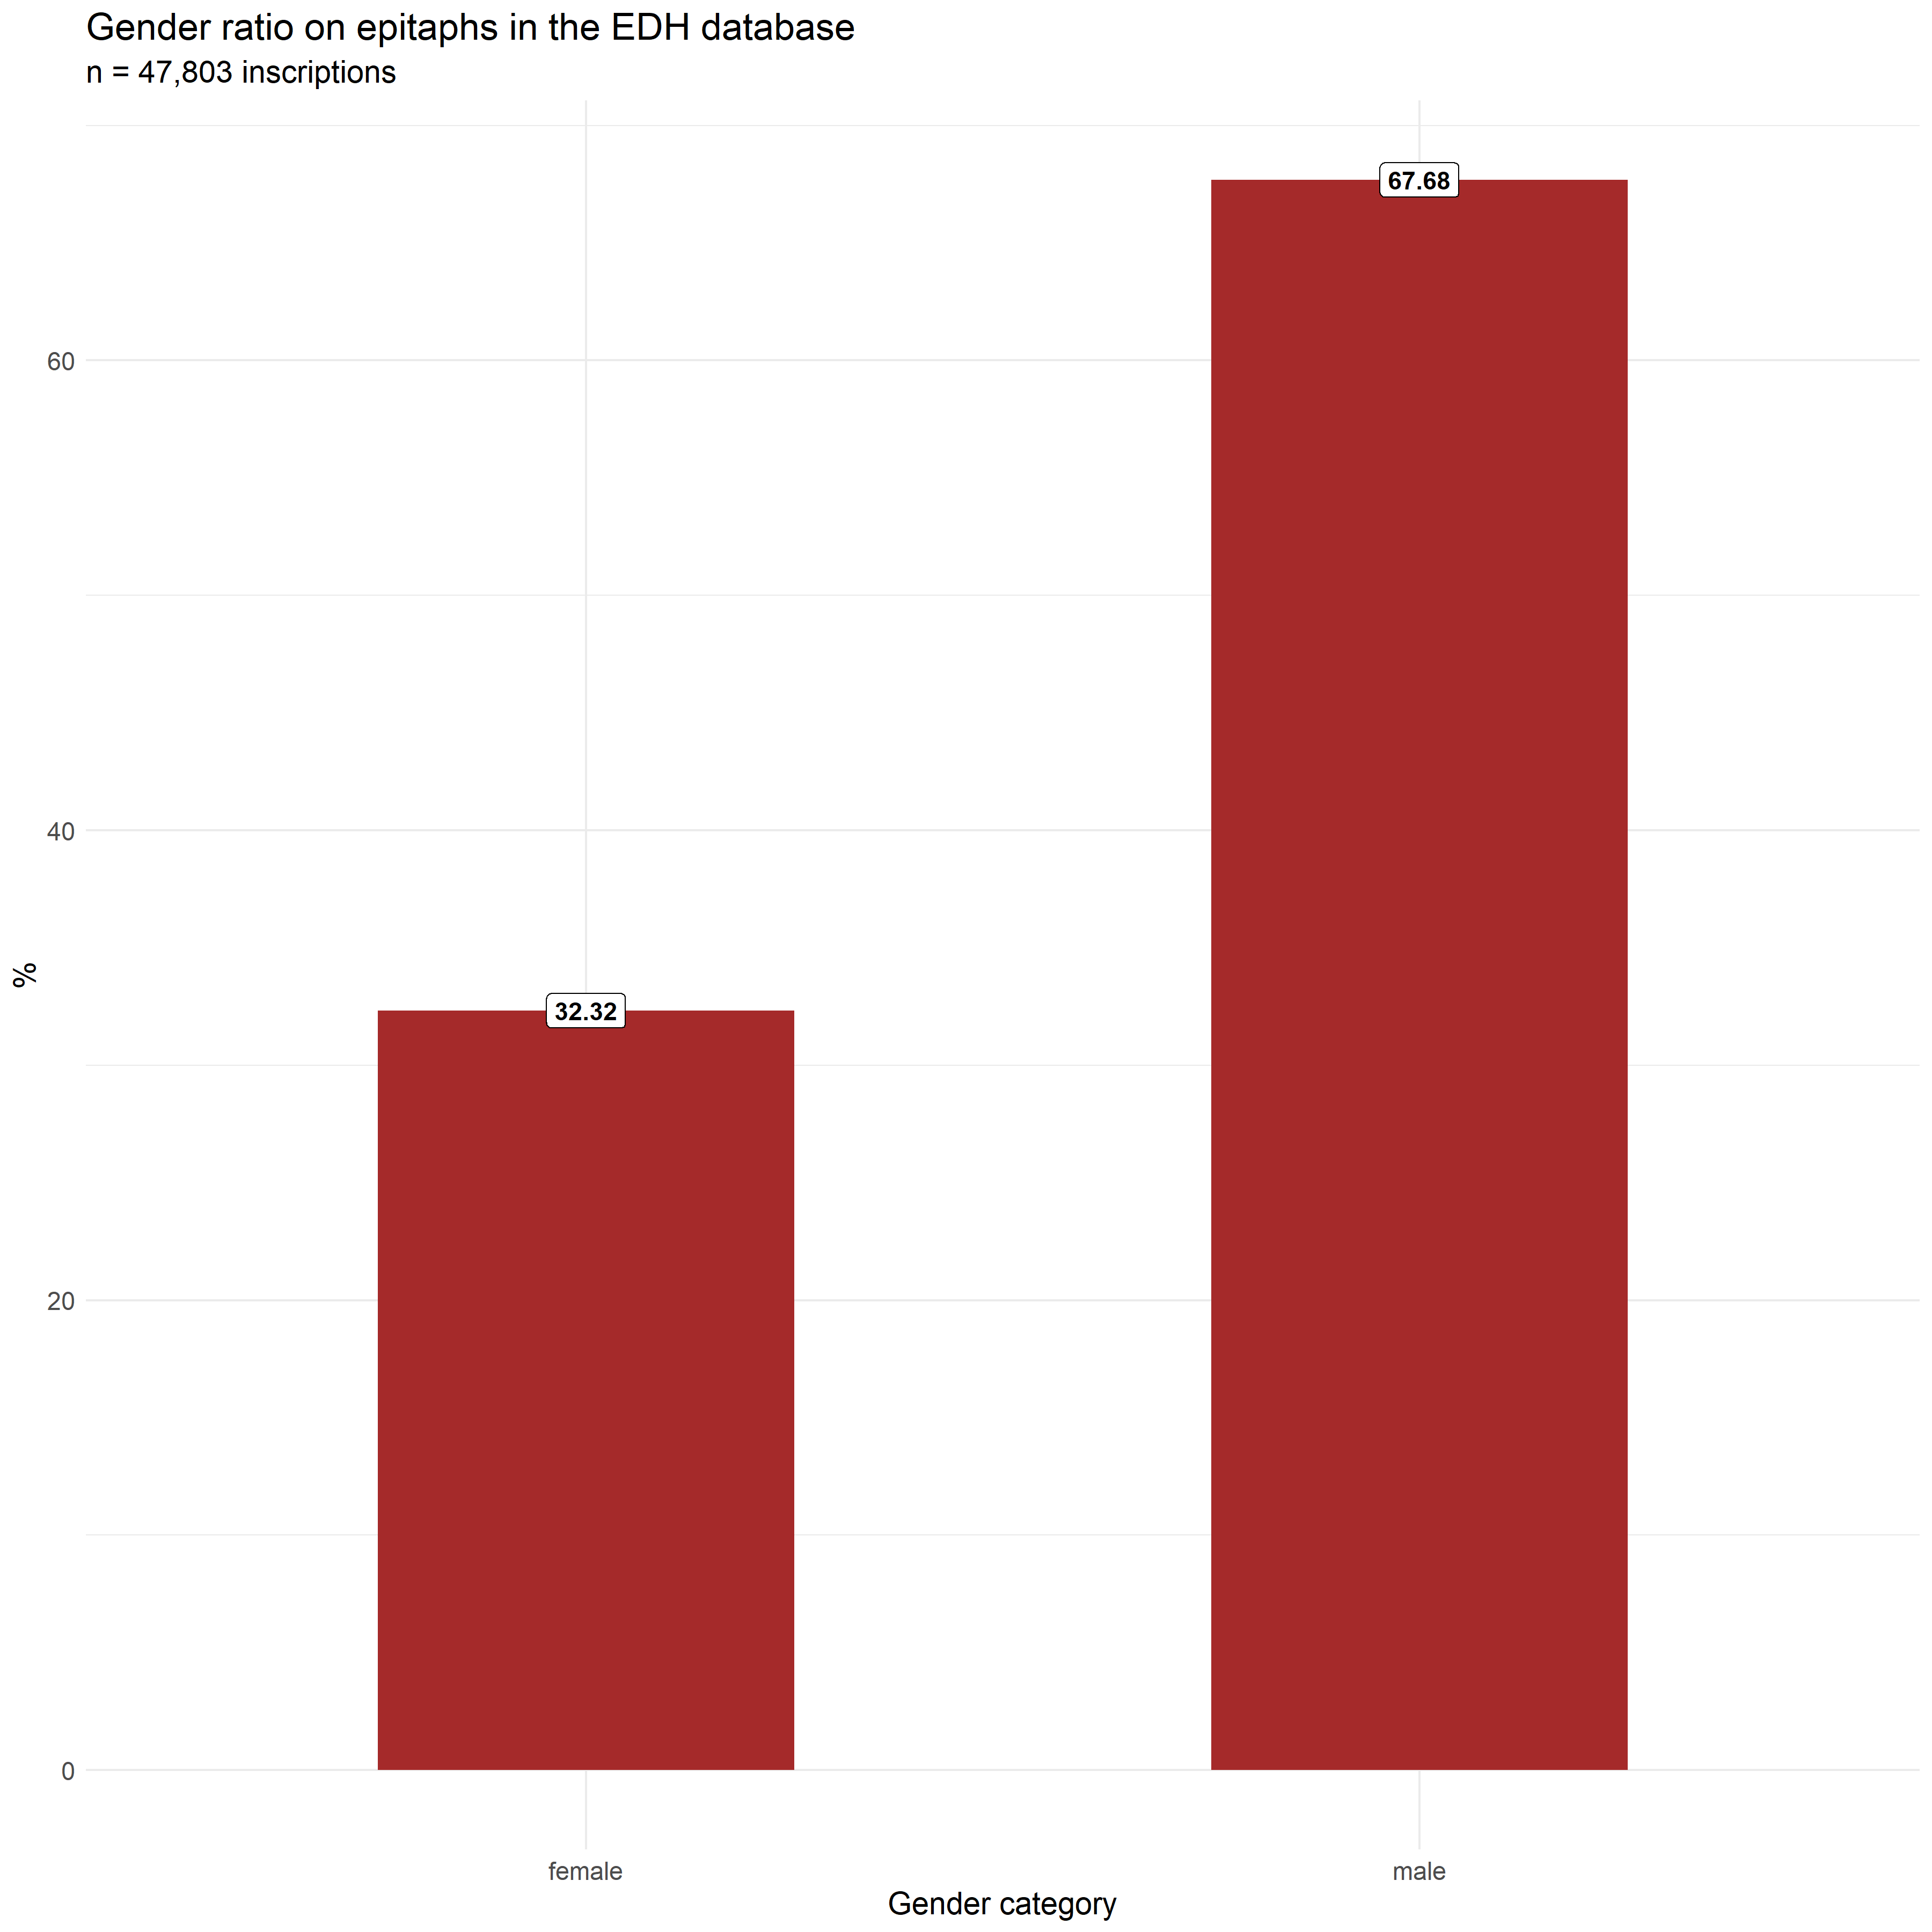 Gender ratio on epitaphs in the EDH database
n = 47,803 inscriptions
67.68
60
40
%
32.32
20
0
female
male
Gender category